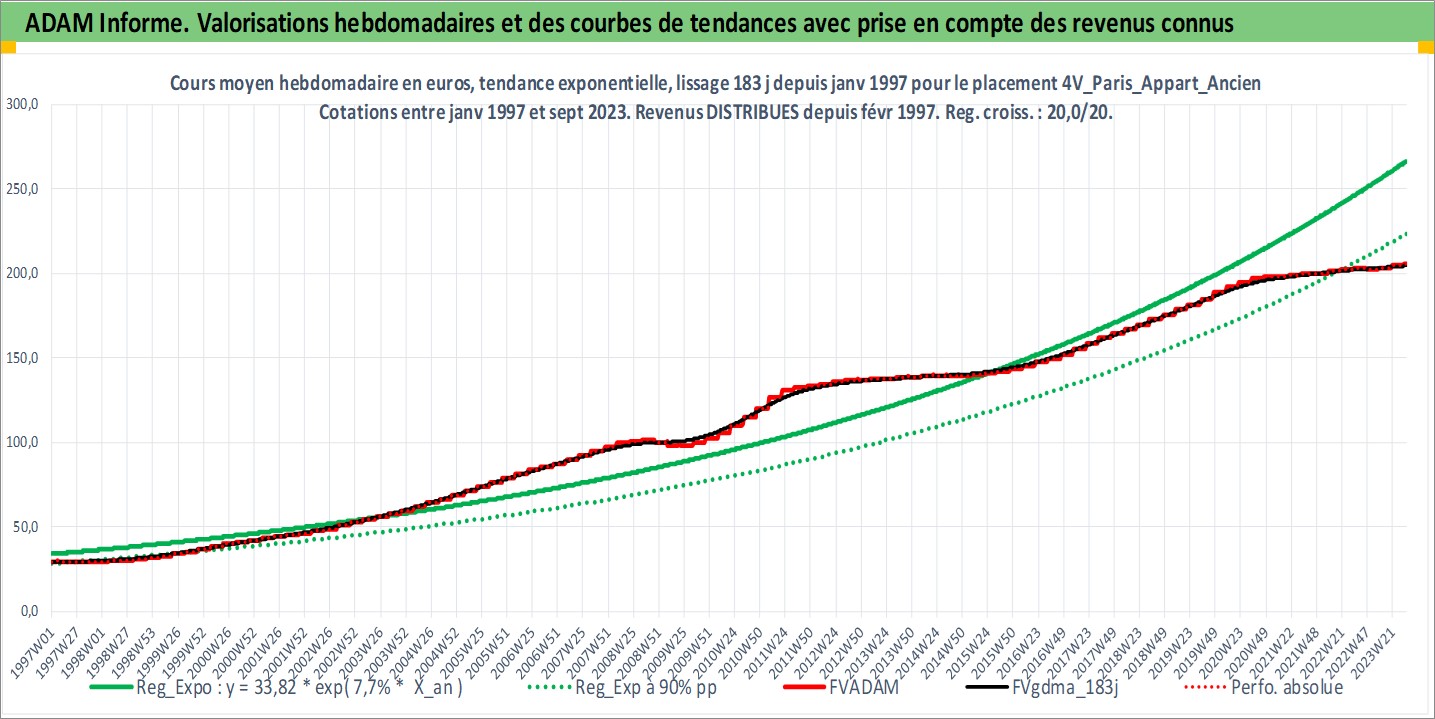 ADAM Informe. Valorisations hebdomadaires et des courbes de tendances avec prise en compte des revenus connus
Cours moyen hebdomadaire en euros, tendance exponentielle, lissage 183 j depuis janv 1997 pour le placement 4V_Paris_Appart_Ancien
Cotations entre janv 1997 et sept 2023. Revenus DISTRIBUES depuis févr 1997. Reg. croiss. : 20,0/20.
300,0
250,0
200,0
150,0
100,0
50,0
0,0
1997W01 1997W27 1998W01 1998W27 1998W53 1999W26 1999W52 2000W26 2000W52 2001W26 2001W52 2002W26 2002W52 2003W26 2003W52 2004W26 2004W52 2005W25 2005W51 2006W25 2006W51 2007W25 2007W51 2008W25 2008W51 2009W25 2009W51 2010W24 2010W50 2011W24 2011W50 2012W24 2012W50 2013W24 2013W50 2014W24 2014W50 2015W24 2015W50 2016W23 2016W49 2017W23 2017W49 2018W23 2018W49 2019W23 2019W49 2020W23 2020W49 2021W22 2021W48 2022W21 2022W47 2023W21
Reg_Expo : y = 33,82 * exp( 7,7% * X_an ) Reg_Exp à 90% pp FVADAM FVgdma_183j Perfo. absolue